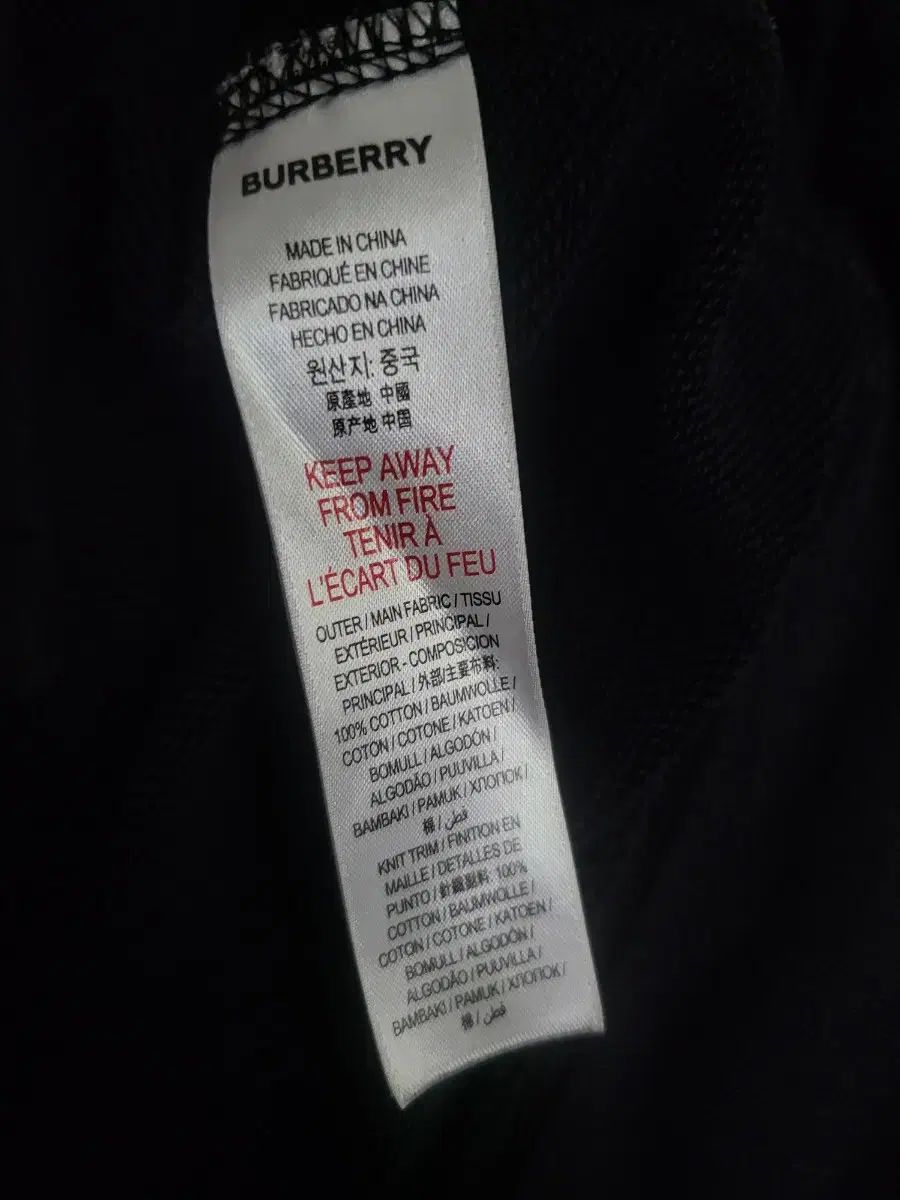 BURBERRY
MADE IN CHINA
FABRIQUÉ EN CHINE
FABRICADO NA CHINA
HECHO EN CHINA
원산지: 중국
原產地 中國
原产地 中国
KEEP AWAY
FROM FIRE
TENIR À
L'ÉCART DU FEU
OUTER / MAIN FABRIC / TISSU
EXTÉRIEUR / PRINCIPAL /
EXTERIOR - COMPOSICION
PRINCIPAL / 外部/主要布料:
100% COTTON / BAUMWOLLE /
COTON / COTONE / KATOEN /
BOMULL / ALGODÓN /
ALGODÃO / PUUVILLA /
BAMBAKI / PAMUK / ХЛОПОК /
棉 / قطن
KNIT TRIM / FINITION EN
MAILLE / DETALLES DE
PUNTO / 針織副料: 100%
COTTON / BAUMWOLLE /
COTON / COTONE / KATOEN /
BOMULL / ALGODÓN /
ALGODÃO / PUUVILLA /
BAMBAKI / PAMUK / ХЛОПОК /
棉 / قطن